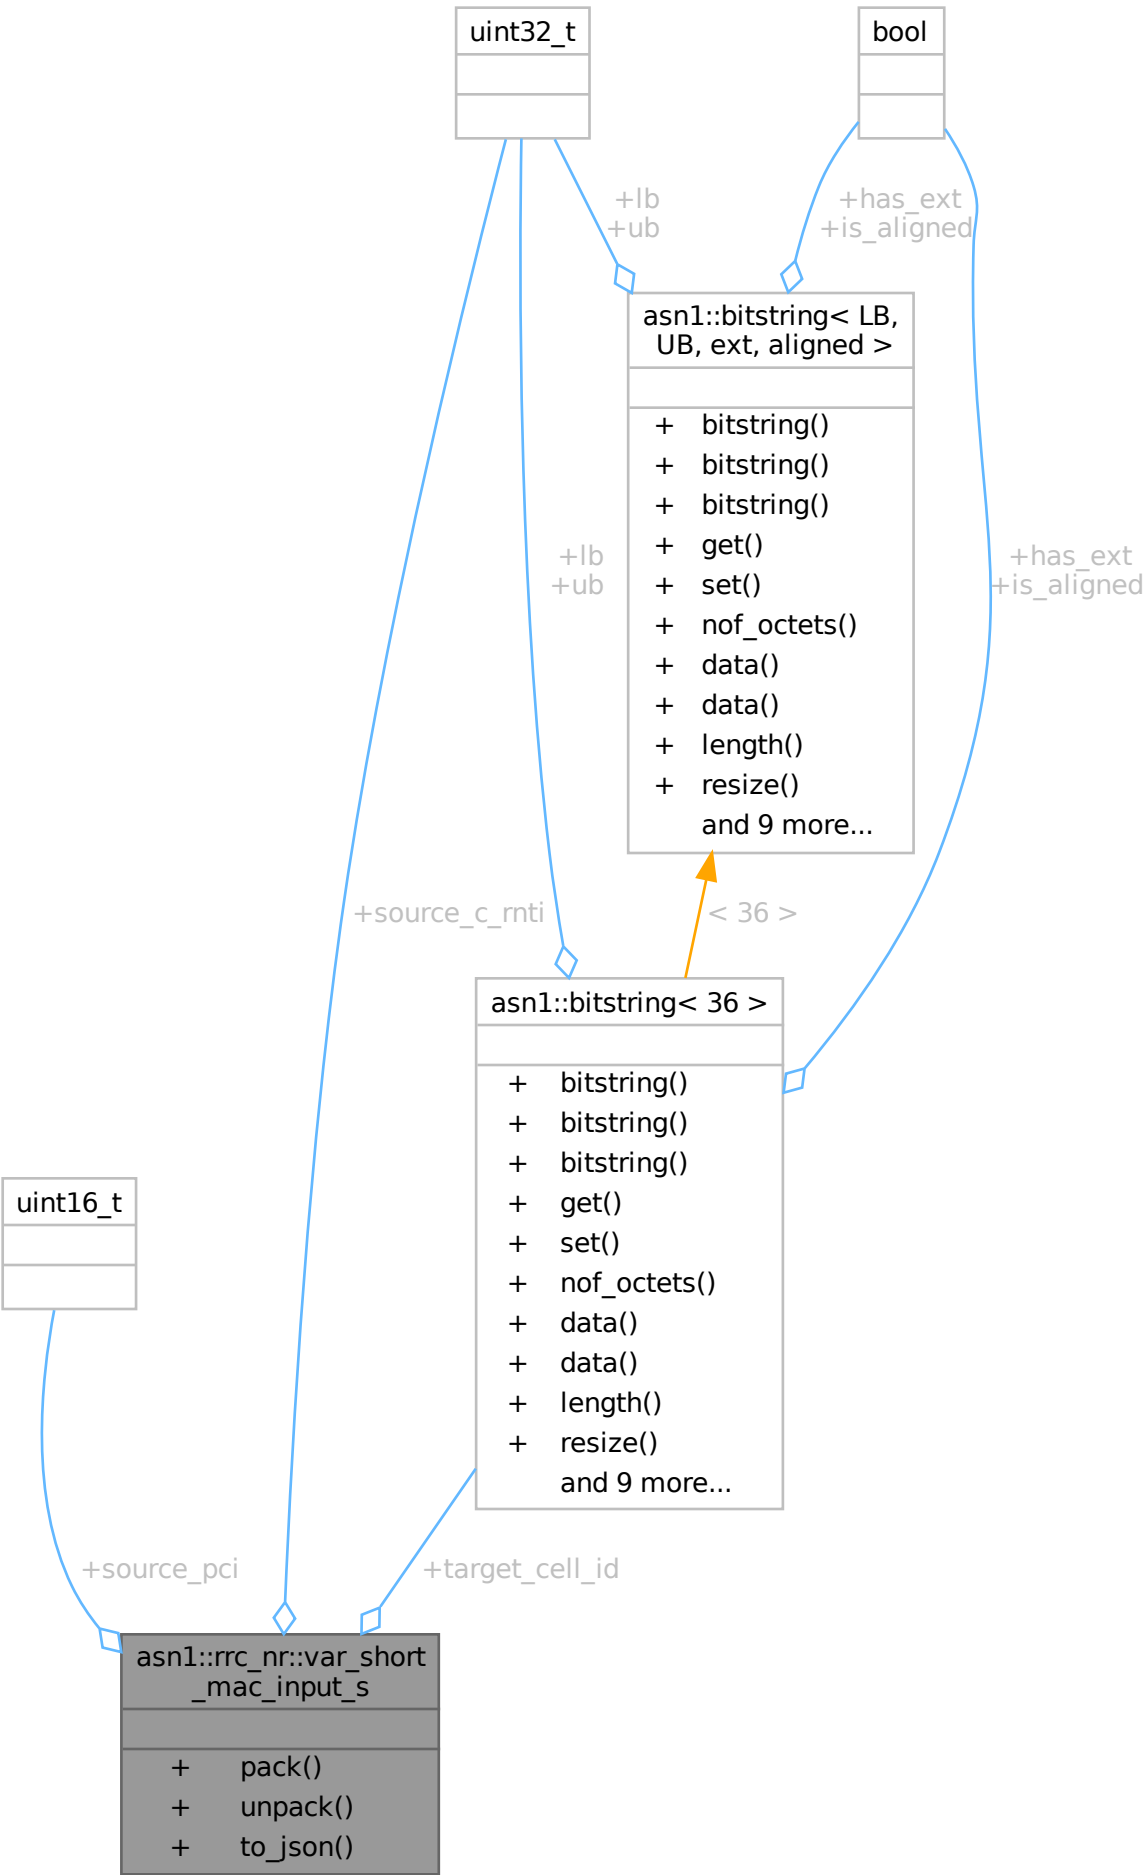 uint32_t
bool
+lb
+ub
+has_ext
+is_aligned
asn1::bitstring< LB,
UB, ext, aligned >
+ bitstring()
+ bitstring()
+ bitstring()
+ get()
+ set()
+ nof_octets()
+ data()
+ data()
+ length()
+ resize()
and 9 more...
+lb
+ub
+has_ext
+is_aligned
+source_c_rnti
< 36 >
asn1::bitstring< 36 >
+ bitstring()
+ bitstring()
+ bitstring()
+ get()
+ set()
+ nof_octets()
+ data()
+ data()
+ length()
+ resize()
and 9 more...
uint16_t
+source_pci
+target_cell_id
asn1::rrc_nr::var_short
_mac_input_s
+ pack()
+ unpack()
+ to_json()